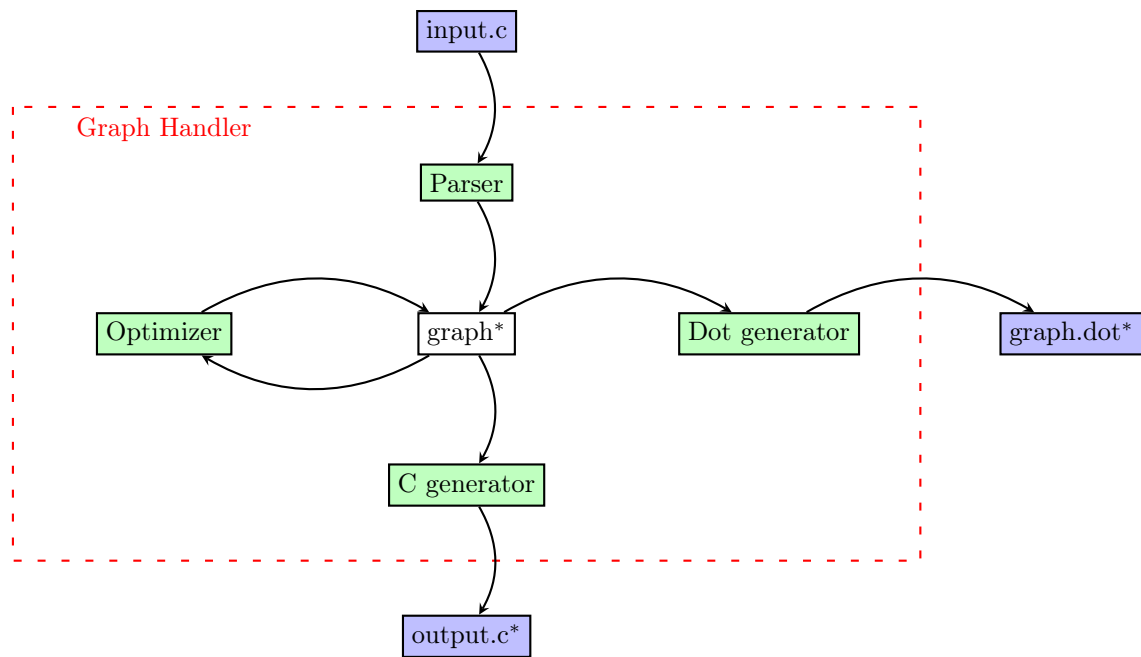 input.c
Graph Handler
Parser
Optimizer
graph*
Dot generator
graph.dot*
C generator
output.c*